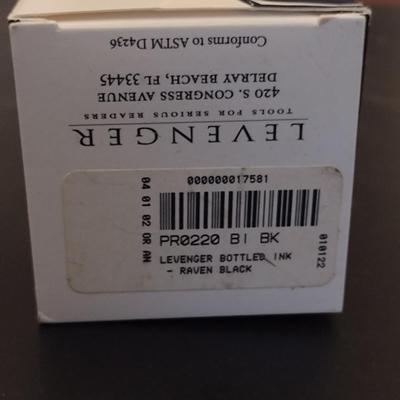 Conforms to ASTM D4236
420 S. CONGRESS AVENUE
DELRAY BEACH, FL 33445
TOOLS FOR SERIOUS READERS
LEVENGER
000000017581
04 01 02 OR AN
010122
PR0220 BI BK
LEVENGER BOTTLED INK
- RAVEN BLACK